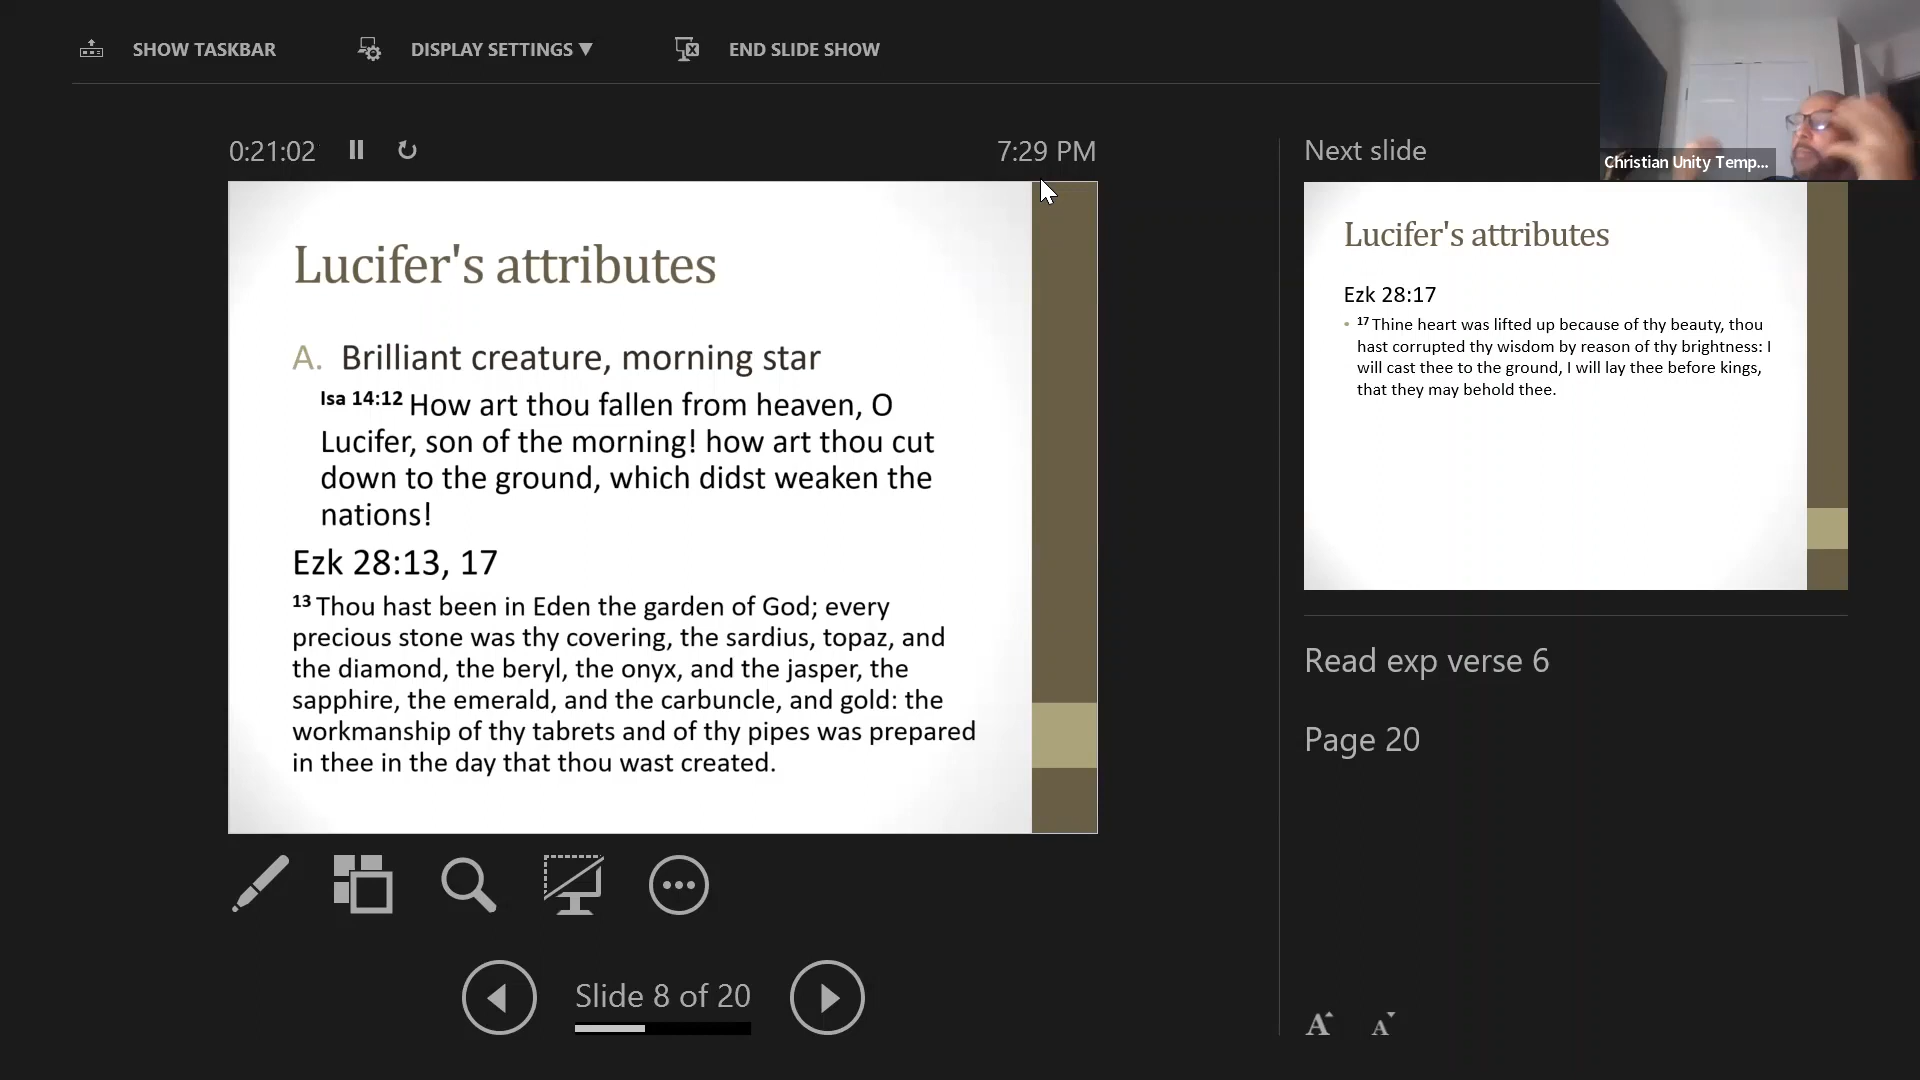 SHOW TASKBAR
DISPLAY SETTINGS ▼
END SLIDE SHOW
Christian Unity Temp...
0:21:02
7:29 PM
Lucifer's attributes
A. Brilliant creature, morning star
Isa 14:12 How art thou fallen from heaven, O
Lucifer, son of the morning! how art thou cut
down to the ground, which didst weaken the
nations!
Ezk 28:13, 17
13 Thou hast been in Eden the garden of God; every
precious stone was thy covering, the sardius, topaz, and
the diamond, the beryl, the onyx, and the jasper, the
sapphire, the emerald, and the carbuncle, and gold: the
workmanship of thy tabrets and of thy pipes was prepared
in thee in the day that thou wast created.
Slide 8 of 20
Next slide
Lucifer's attributes
Ezk 28:17
• 17 Thine heart was lifted up because of thy beauty, thou
hast corrupted thy wisdom by reason of thy brightness: I
will cast thee to the ground, I will lay thee before kings,
that they may behold thee.
Read exp verse 6
Page 20
A A